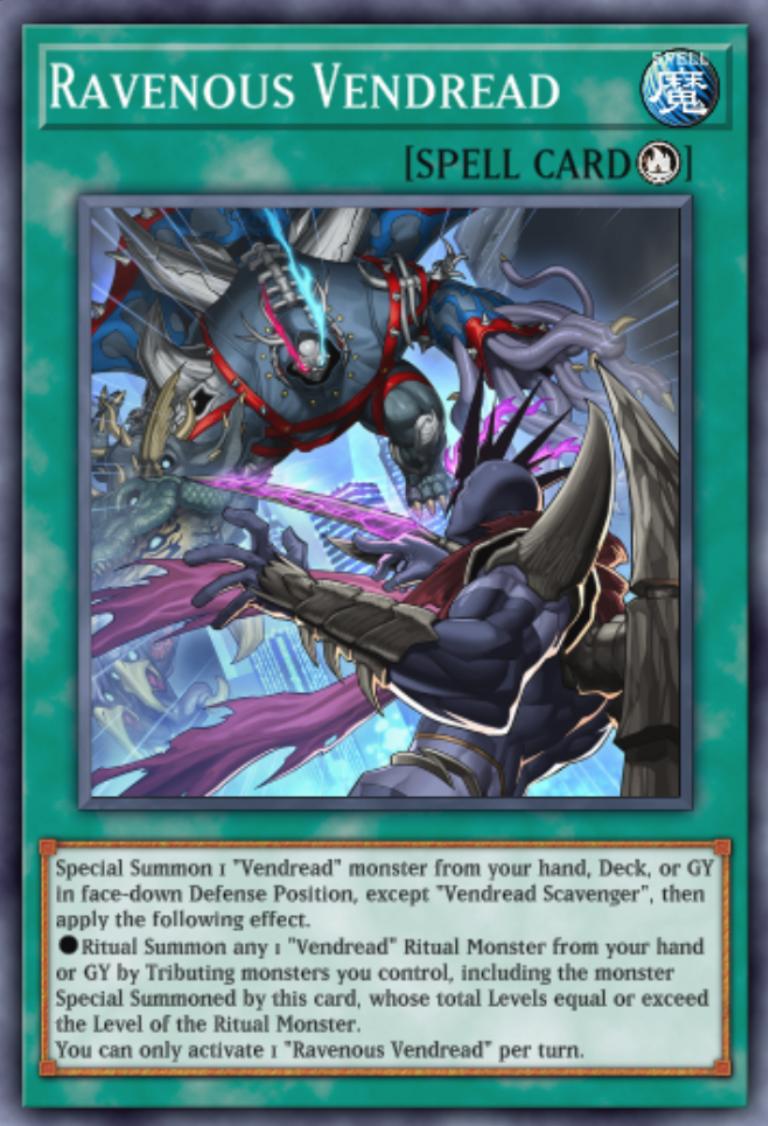 RAVENOUS VENDREAD
SPELL
魔
[SPELL CARD]
Special Summon 1 "Vendread" monster from your hand, Deck, or GY
in face-down Defense Position, except "Vendread Scavenger", then
apply the following effect.
●Ritual Summon any 1 "Vendread" Ritual Monster from your hand
or GY by Tributing monsters you control, including the monster
Special Summoned by this card, whose total Levels equal or exceed
the Level of the Ritual Monster.
You can only activate 1 "Ravenous Vendread" per turn.